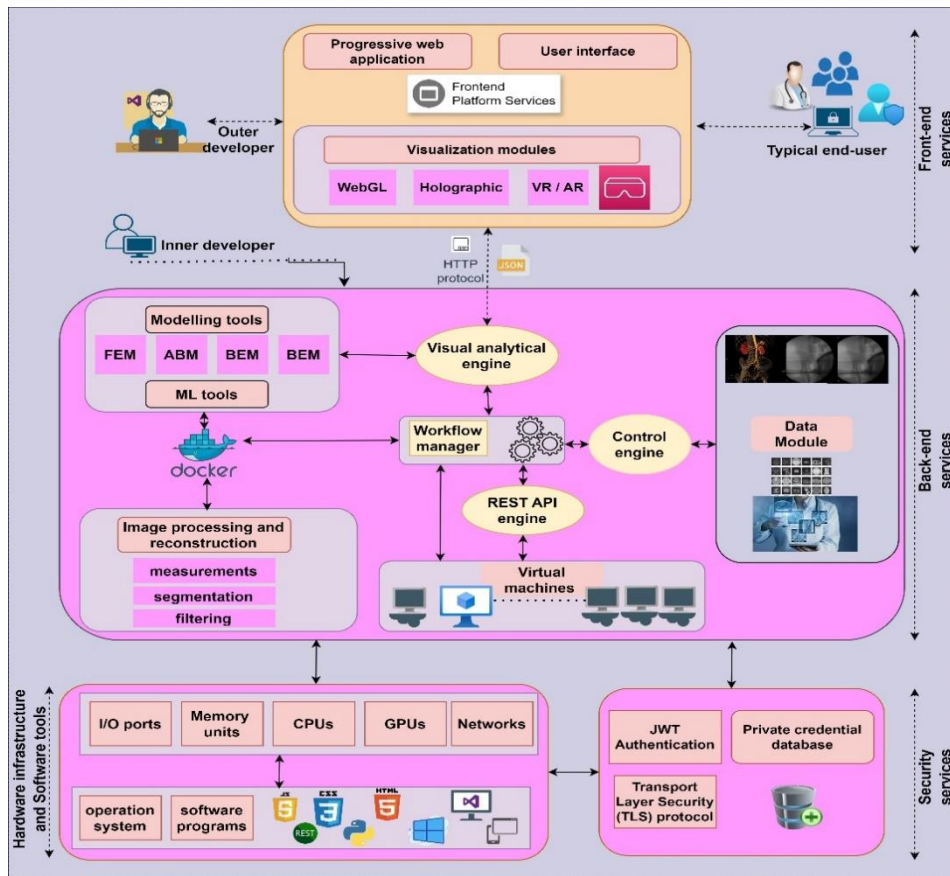 Progressive web
application
User interface
Frontend
Platform Services
Outer
developer
Typical end-user
Visualization modules
WebGL
Holographic
VR / AR
Front-end
services
Inner developer
HTTP
protocol
JSON
Modelling tools
FEM
ABM
BEM
BEM
ML tools
Visual analytical
engine
docker
Workflow
manager
Control
engine
Data
Module
REST API
engine
Image processing and
reconstruction
measurements
segmentation
filtering
Virtual
machines
Back-end
services
I/O ports
Memory
units
CPUs
GPUs
Networks
operation
system
software
programs
JS
5
CSS
3
HTML
5
REST
Hardware infrastructure
and Software tools
JWT
Authentication
Private credential
database
Transport
Layer Security
(TLS) protocol
Security
services